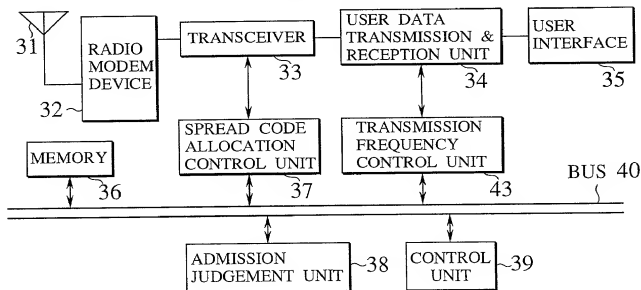 31
RADIO
MODEM
DEVICE
32
TRANSCEIVER
33
USER DATA
TRANSMISSION &
RECEPTION UNIT
34
USER
INTERFACE
35
MEMORY
36
SPREAD CODE
ALLOCATION
CONTROL UNIT
37
TRANSMISSION
FREQUENCY
CONTROL UNIT
43
BUS 40
ADMISSION
JUDGEMENT UNIT
38
CONTROL
UNIT
39